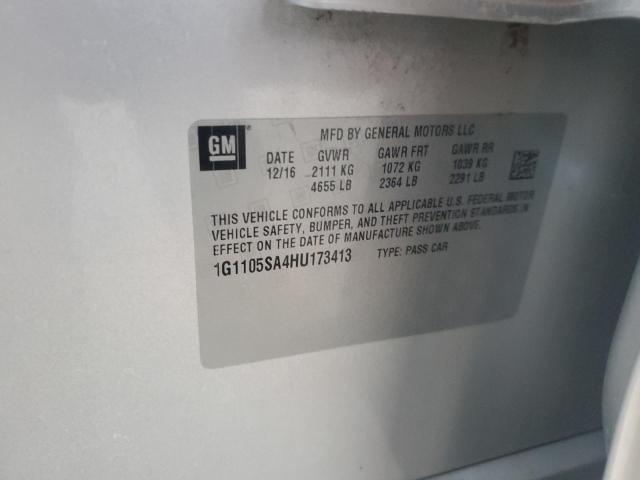 GM
MFD BY GENERAL MOTORS LLC
DATE GVWR GAWR FRT GAWR RR
12/16 2111 KG 1072 KG 1039 KG
4655 LB 2364 LB 2291 LB
THIS VEHICLE CONFORMS TO ALL APPLICABLE U.S. FEDERAL MOTOR
VEHICLE SAFETY, BUMPER, AND THEFT PREVENTION STANDARDS IN
EFFECT ON THE DATE OF MANUFACTURE SHOWN ABOVE.
1G1105SA4HU173413 TYPE: PASS CAR